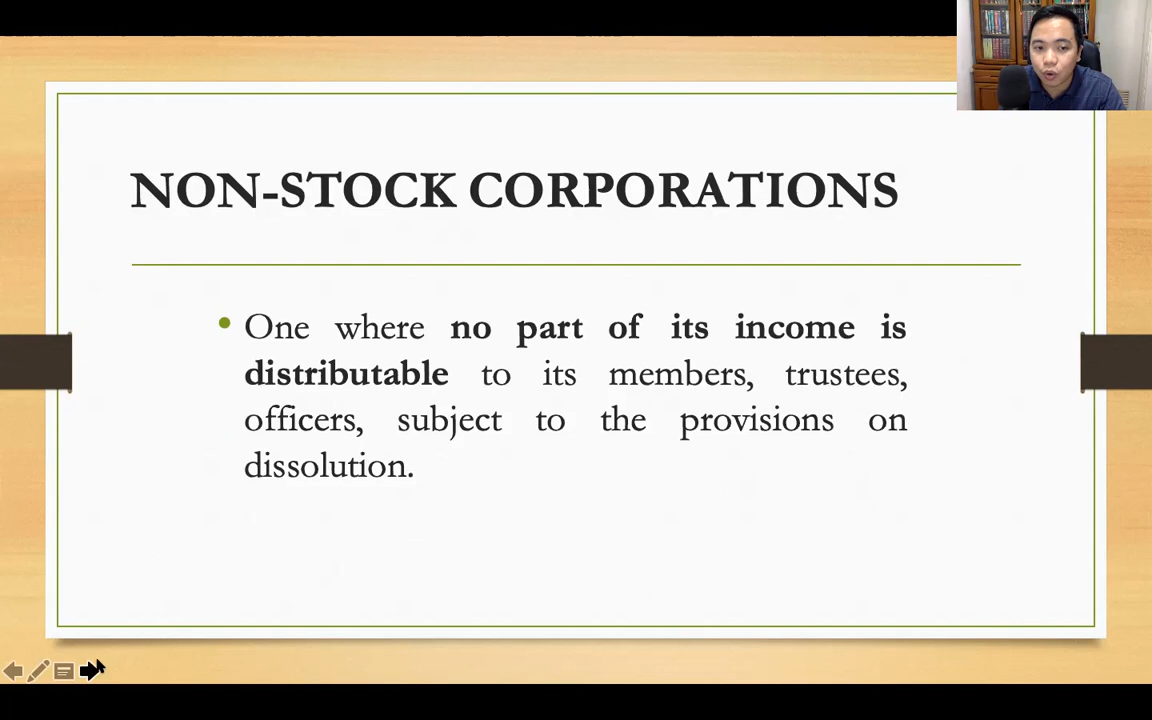 NON-STOCK CORPORATIONS
• One where no part of its income is
distributable to its members, trustees,
officers, subject to the provisions on
dissolution.